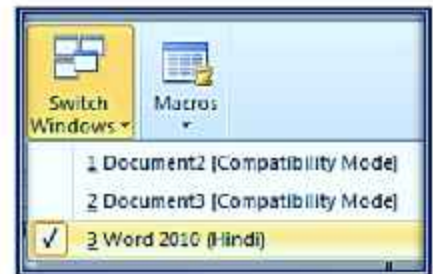 Switch Windows
Macros
1 Document2 [Compatibility Mode]
2 Document3 [Compatibility Mode]
3 Word 2010 (Hindi)